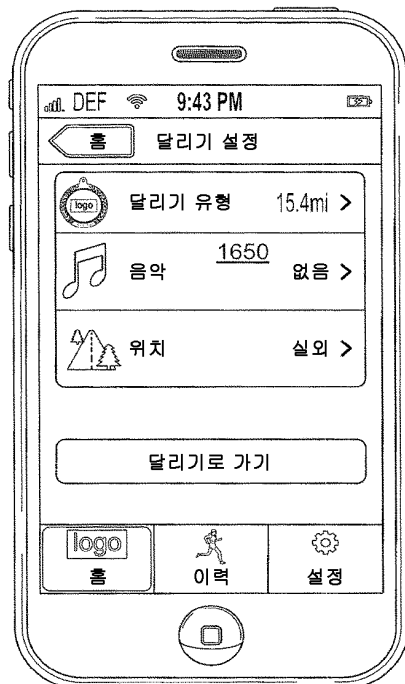 DEF 9:43 PM
홈 달리기 설정
logo 달리기 유형 15.4mi >
1650
음악 없음 >
위치 실외 >
달리기로 가기
logo
홈 이력 설정